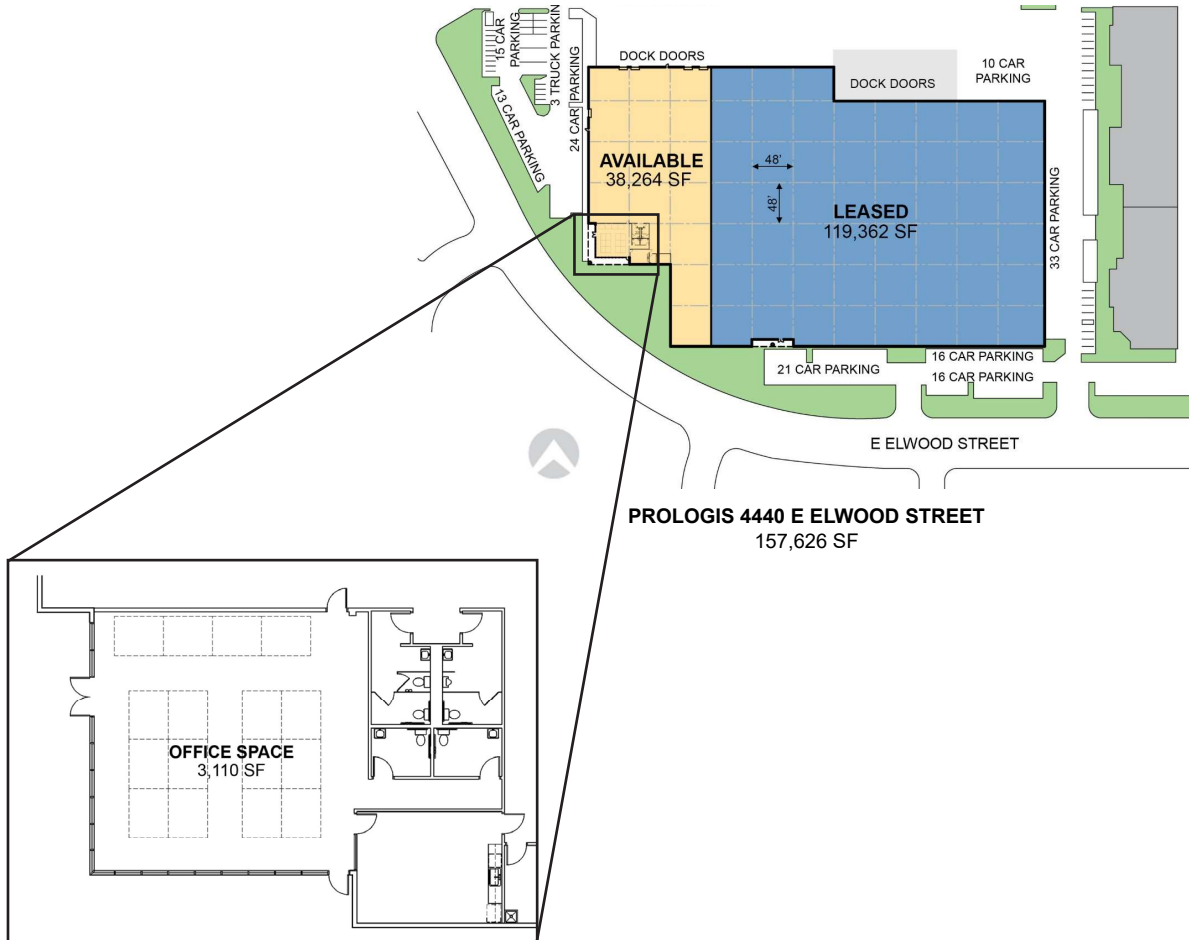 15 CAR
PARKING
3 TRUCK PARKIN
24 CAR PARKING
13 CAR PARKING
DOCK DOORS
DOCK DOORS
10 CAR
PARKING
AVAILABLE
38,264 SF
48'
48'
LEASED
119,362 SF
33 CAR PARKING
21 CAR PARKING
16 CAR PARKING
16 CAR PARKING
E ELWOOD STREET
PROLOGIS 4440 E ELWOOD STREET
157,626 SF
OFFICE SPACE
3,110 SF